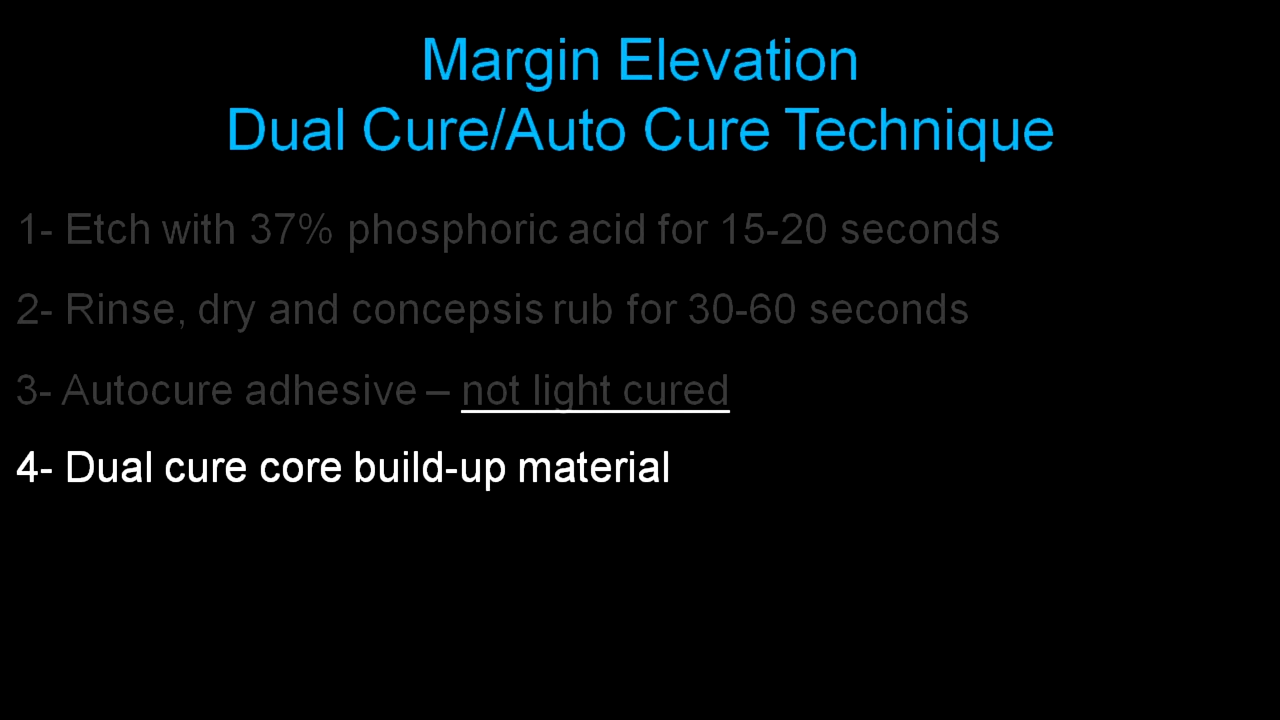 Margin Elevation
Dual Cure/Auto Cure Technique
1- Etch with 37% phosphoric acid for 15-20 seconds
2- Rinse, dry and concepsis rub for 30-60 seconds
3- Autocure adhesive – not light cured
4- Dual cure core build-up material